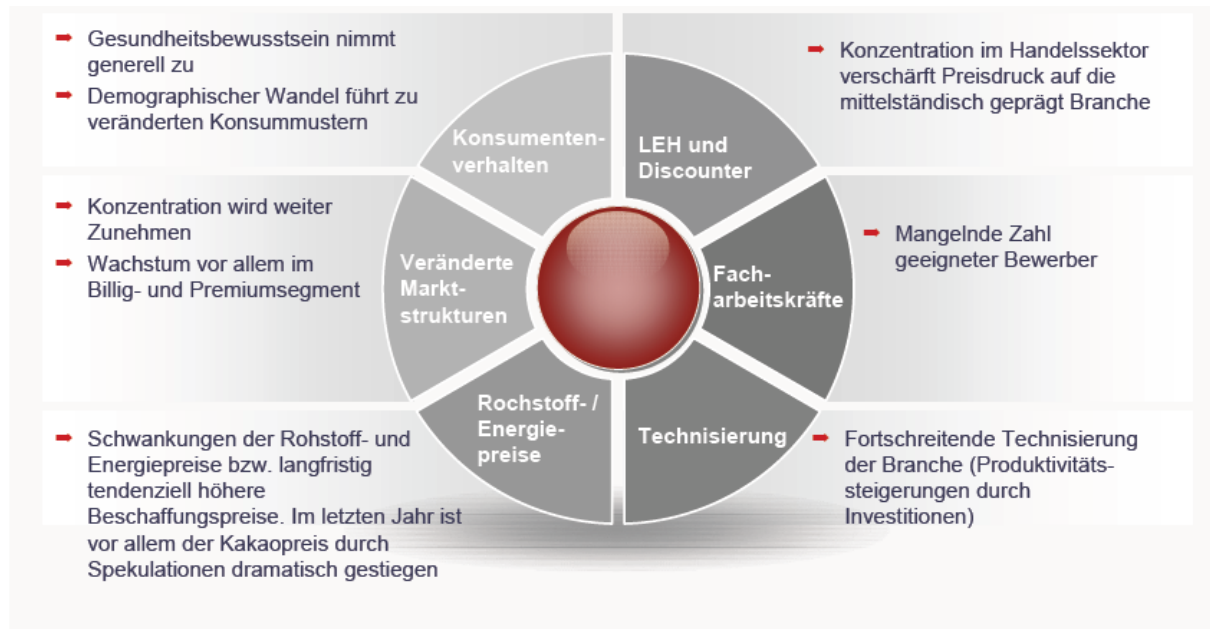 ➡ Gesundheitsbewusstsein nimmt
generell zu
➡ Demographischer Wandel führt zu
veränderten Konsummustern
Konsumenten-
verhalten
LEH und
Discounter
➡ Konzentration im Handelssektor
verschärft Preisdruck auf die
mittelständisch geprägt Branche
➡ Konzentration wird weiter
Zunehmen
➡ Wachstum vor allem im
Billig- und Premiumsegment
Veränderte
Markt-
strukturen
Fach-
arbeitskräfte
➡ Mangelnde Zahl
geeigneter Bewerber
➡ Schwankungen der Rohstoff- und
Energiepreise bzw. langfristig
tendenziell höhere
Beschaffungspreise. Im letzten Jahr ist
vor allem der Kakaopreis durch
Spekulationen dramatisch gestiegen
Rochstoff- /
Energie-
preise
Technisierung
➡ Fortschreitende Technisierung
der Branche (Produktivitäts-
steigerungen durch
Investitionen)